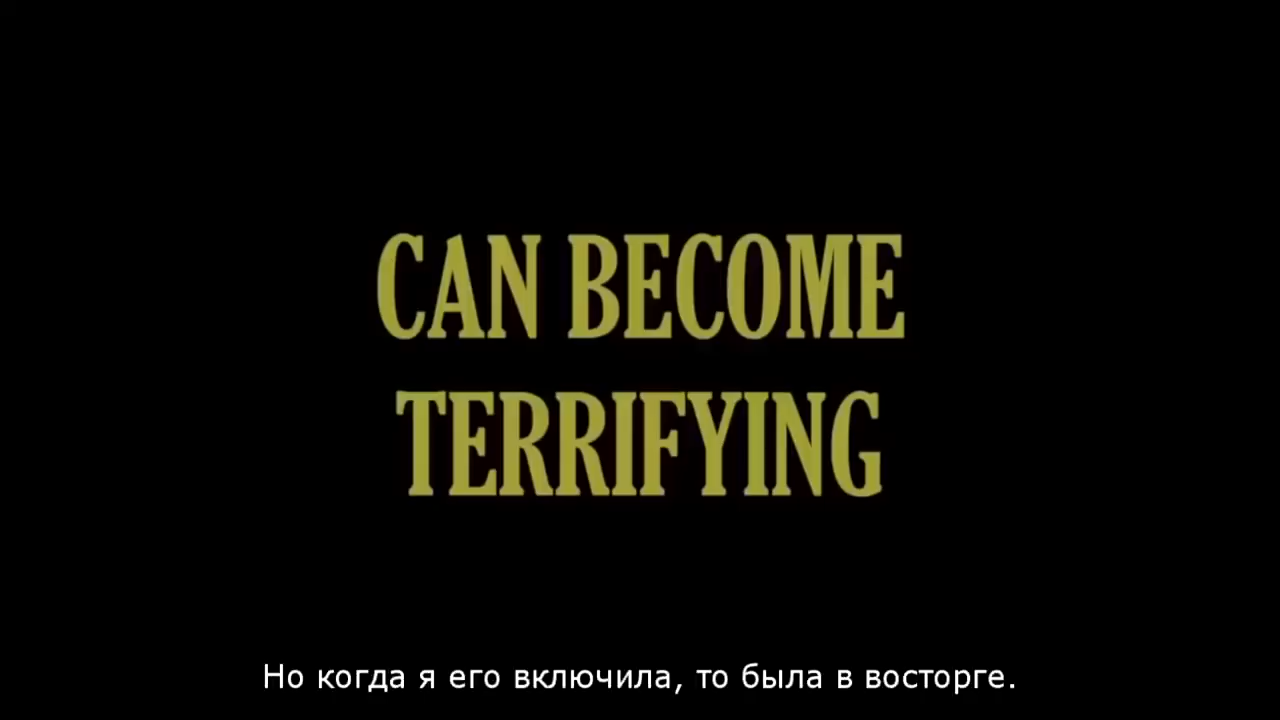 CAN BECOME
TERRIFYING
Но когда я его включила, то была в восторге.